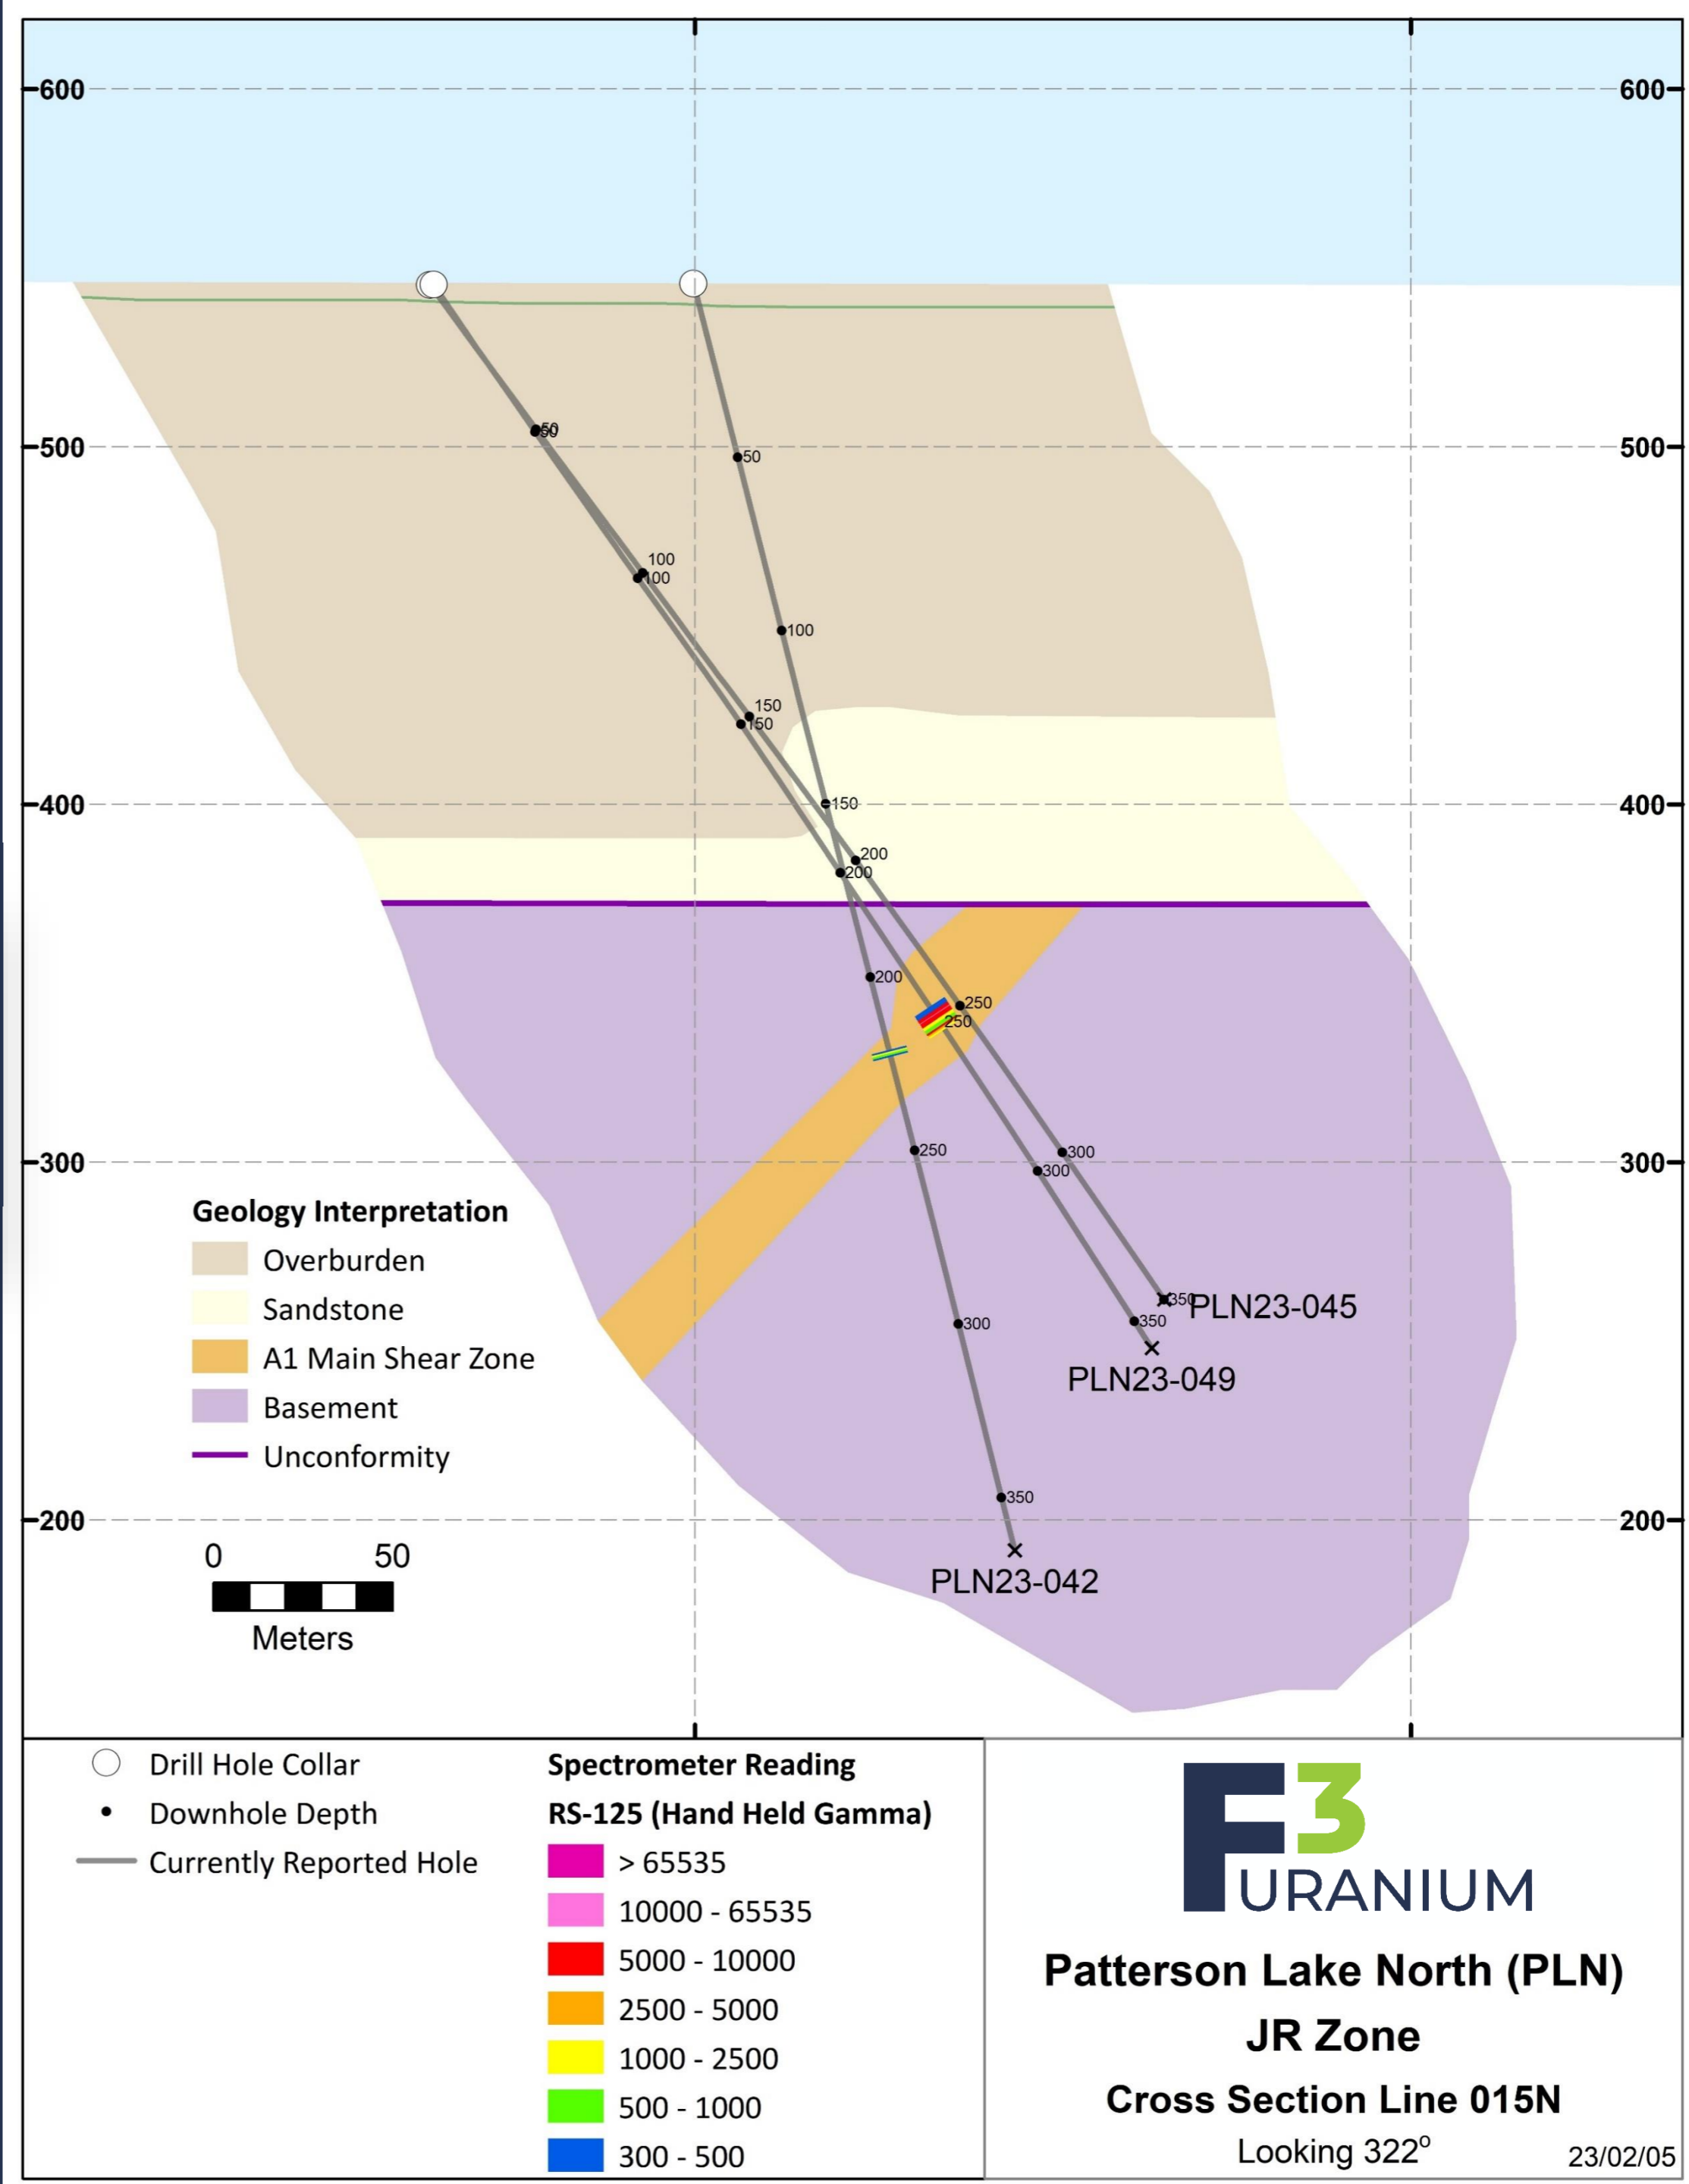 600 600
500 500
400 400
300 300
200 200
50
50
50
100
100
100
150
150
150
200
200
200
250
250
250
300
300
300
350
350
350
PLN23-045
PLN23-049
PLN23-042
Geology Interpretation
Overburden
Sandstone
A1 Main Shear Zone
Basement
Unconformity
0 50
Meters
Drill Hole Collar
Downhole Depth
Currently Reported Hole
Spectrometer Reading
RS-125 (Hand Held Gamma)
> 65535
10000 - 65535
5000 - 10000
2500 - 5000
1000 - 2500
500 - 1000
300 - 500
F3
URANIUM
Patterson Lake North (PLN)
JR Zone
Cross Section Line 015N
Looking 322°
23/02/05